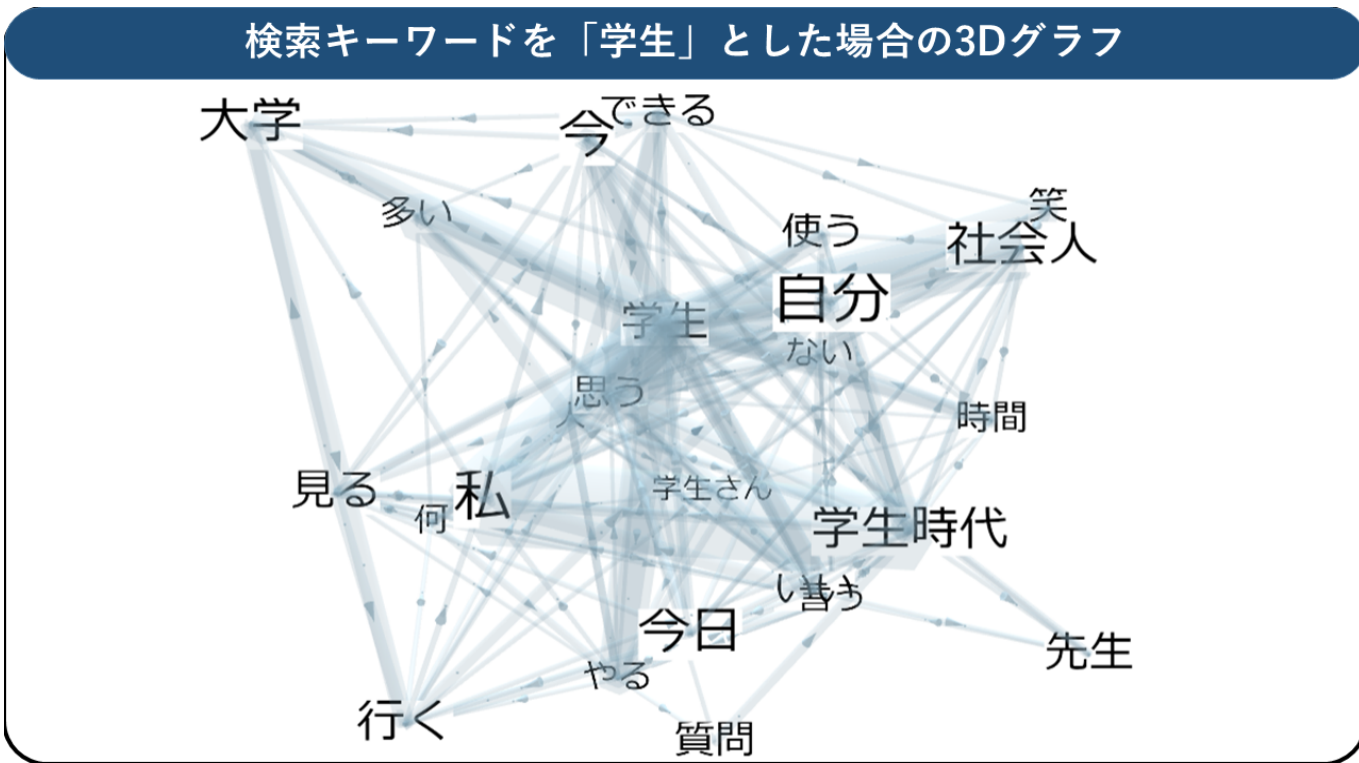 検索キーワードを「学生」とした場合の3Dグラフ
大学
今
できる
多い
使う
笑
社会人
学生
自分
ない
思う
人
時間
見る
私
何
学生さん
学生時代
今日
やる
先生
行く
質問